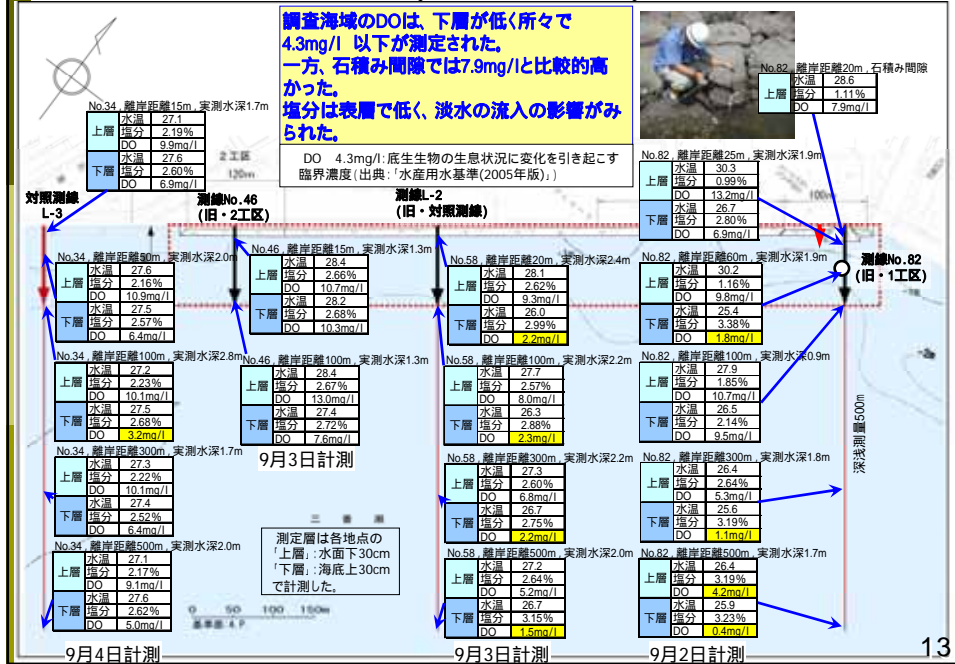 調査海域のDOは、下層が低く所々で
4.3mg/l 以下が測定された。
一方、石積み間隙では7.9mg/lと比較的高
かった。
塩分は表層で低く、淡水の流入の影響がみ
られた。
DO 4.3mg/l:底生生物の生息状況に変化を引き起こす
臨界濃度(出典:「水産用水基準(2005年版)」)
No.82 , 離岸距離20m , 石積み間隙
上層
水温 28.6
塩分 1.11%
DO 7.9mg/l
No.34 , 離岸距離15m , 実測水深1.7m
上層
水温 27.1
塩分 2.19%
DO 9.9mg/l
下層
水温 27.6
塩分 2.60%
DO 6.9mg/l
2工区
120m
No.82 , 離岸距離25m , 実測水深1.9m
上層
水温 30.3
塩分 0.99%
DO 13.2mg/l
下層
水温 26.7
塩分 2.80%
DO 6.9mg/l
100m
対照測線
L-3
測線No.46
(旧・2工区)
測線L-2
(旧・対照測線)
測線No.82
(旧・1工区)
No.34 , 離岸距離50m , 実測水深2.0m
上層
水温 27.6
塩分 2.16%
DO 10.9mg/l
下層
水温 27.5
塩分 2.57%
DO 6.4mg/l
No.46 , 離岸距離15m , 実測水深1.3m
上層
水温 28.4
塩分 2.66%
DO 10.7mg/l
下層
水温 28.2
塩分 2.68%
DO 10.3mg/l
No.58 , 離岸距離20m , 実測水深2.4m
上層
水温 28.1
塩分 2.62%
DO 9.3mg/l
下層
水温 26.0
塩分 2.99%
DO 2.2mg/l
No.82 , 離岸距離60m , 実測水深1.9m
上層
水温 30.2
塩分 1.16%
DO 9.8mg/l
下層
水温 25.4
塩分 3.38%
DO 1.8mg/l
No.34 , 離岸距離100m , 実測水深2.8m
上層
水温 27.2
塩分 2.23%
DO 10.1mg/l
下層
水温 27.5
塩分 2.68%
DO 3.2mg/l
No.46 , 離岸距離100m , 実測水深1.3m
上層
水温 28.4
塩分 2.67%
DO 13.0mg/l
下層
水温 27.4
塩分 2.72%
DO 7.6mg/l
9月3日計測
No.58 , 離岸距離100m , 実測水深2.2m
上層
水温 27.7
塩分 2.57%
DO 8.0mg/l
下層
水温 26.3
塩分 2.88%
DO 2.3mg/l
No.82 , 離岸距離100m , 実測水深0.9m
上層
水温 27.9
塩分 1.85%
DO 10.7mg/l
下層
水温 26.5
塩分 2.14%
DO 9.5mg/l
深浅測量500m
No.34 , 離岸距離300m , 実測水深1.7m
上層
水温 27.3
塩分 2.22%
DO 10.1mg/l
下層
水温 27.4
塩分 2.52%
DO 6.4mg/l
No.58 , 離岸距離300m , 実測水深2.2m
上層
水温 27.3
塩分 2.60%
DO 6.8mg/l
下層
水温 26.7
塩分 2.75%
DO 2.2mg/l
No.82 , 離岸距離300m , 実測水深1.8m
上層
水温 26.4
塩分 2.64%
DO 5.3mg/l
下層
水温 25.6
塩分 3.19%
DO 1.1mg/l
三 番 瀬
測定層は各地点の
「上層」:水面下30cm
「下層」:海底上30cm
で計測した。
No.34 , 離岸距離500m , 実測水深2.0m
上層
水温 27.1
塩分 2.17%
DO 9.1mg/l
下層
水温 27.6
塩分 2.62%
DO 5.0mg/l
No.58 , 離岸距離500m , 実測水深2.0m
上層
水温 27.2
塩分 2.64%
DO 5.2mg/l
下層
水温 26.7
塩分 3.15%
DO 1.5mg/l
No.82 , 離岸距離500m , 実測水深1.7m
上層
水温 26.4
塩分 3.19%
DO 4.2mg/l
下層
水温 25.9
塩分 3.23%
DO 0.4mg/l
0 50 100 150m
基準面 A.P
9月4日計測
9月3日計測
9月2日計測
13